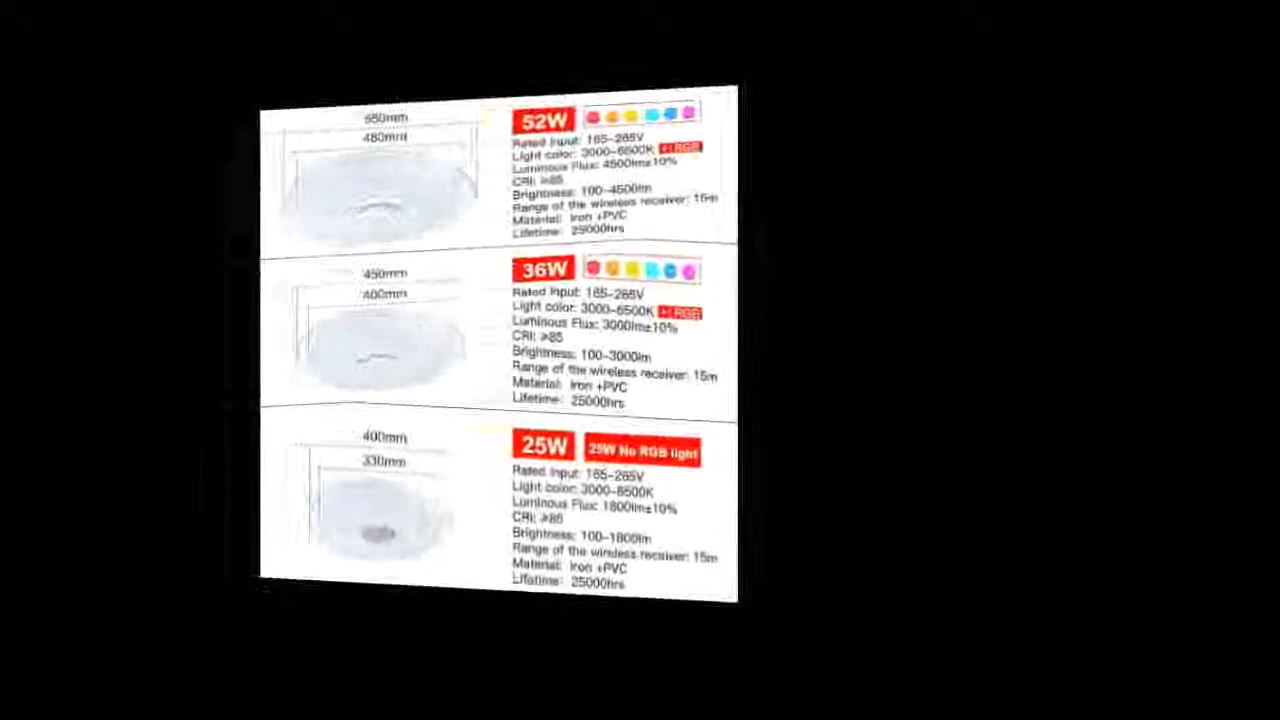 550mm
480mm
52W
Rated Input: 165-265V
Light color: 3000-6500K +! RGB
Luminous Flux: 4500lm±10%
CRI: ≥85
Brightness: 100-4500lm
Range of the wireless receiver: 15m
Material: Iron +PVC
Lifetime: 25000hrs
450mm
400mm
36W
Rated Input: 165-265V
Light color: 3000-6500K +! RGB
Luminous Flux: 3000lm±10%
CRI: ≥85
Brightness: 100-3000lm
Range of the wireless receiver: 15m
Material: Iron +PVC
Lifetime: 25000hrs
400mm
330mm
25W 25W No RGB light
Rated Input: 165-265V
Light color: 3000-6500K
Luminous Flux: 1800lm±10%
CRI: ≥85
Brightness: 100-1800lm
Range of the wireless receiver: 15m
Material: Iron +PVC
Lifetime: 25000hrs